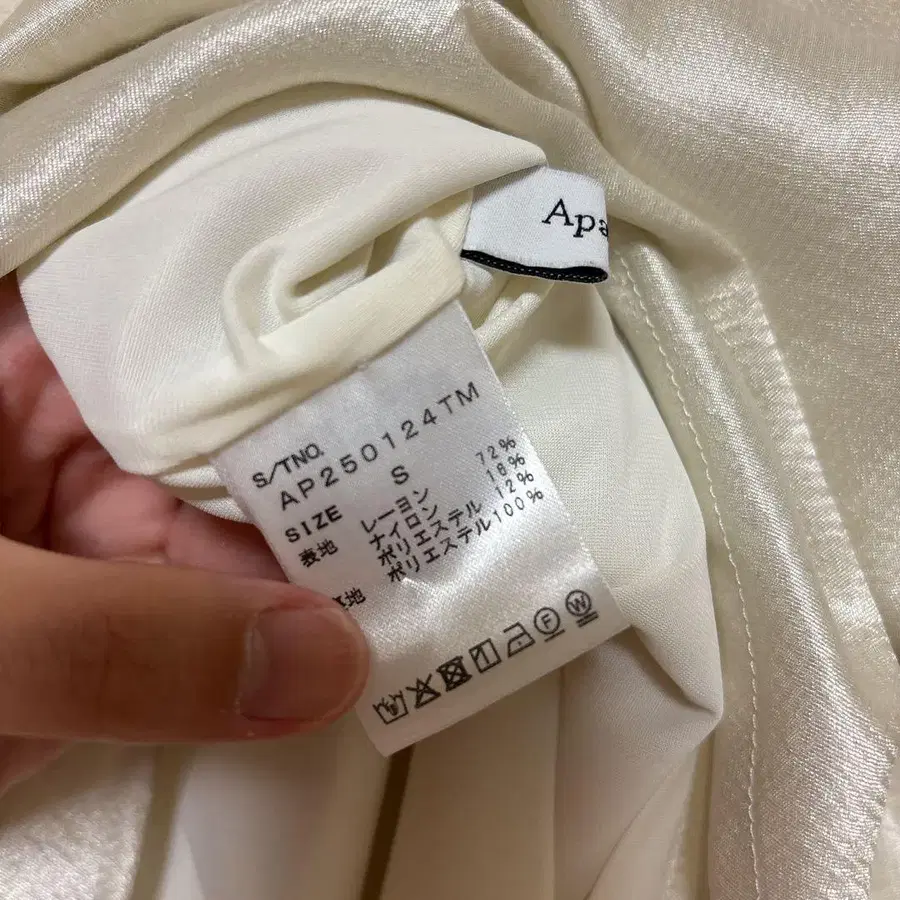 Apa
S/TNO.
AP250124TM
SIZE S
表地 レーヨン 72%
ナイロン 18%
ポリエステル 12%
地 ポリエステル100%
F
W